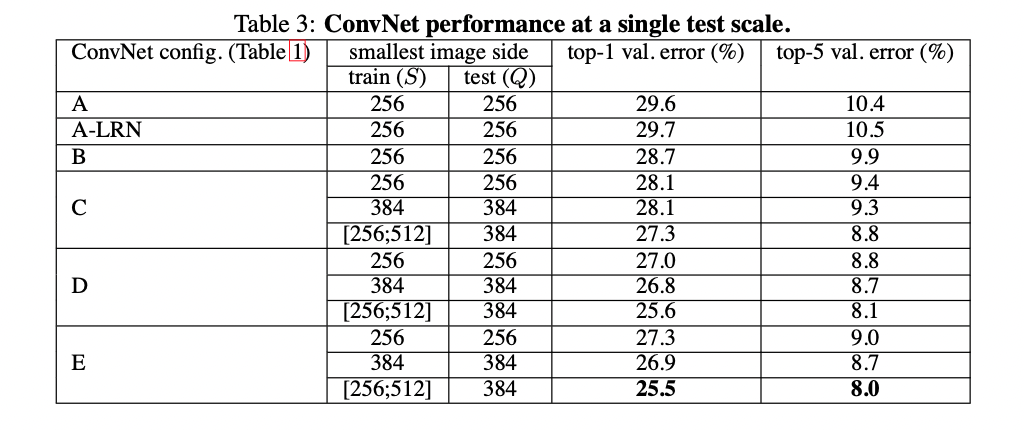 Table 3: ConvNet performance at a single test scale.
ConvNet config. (Table 1) smallest image side top-1 val. error (%) top-5 val. error (%)
train (S) test (Q)
A 256 256 29.6 10.4
A-LRN 256 256 29.7 10.5
B 256 256 28.7 9.9
256 256 28.1 9.4
C 384 384 28.1 9.3
[256;512] 384 27.3 8.8
256 256 27.0 8.8
D 384 384 26.8 8.7
[256;512] 384 25.6 8.1
256 256 27.3 9.0
E 384 384 26.9 8.7
[256;512] 384 25.5 8.0